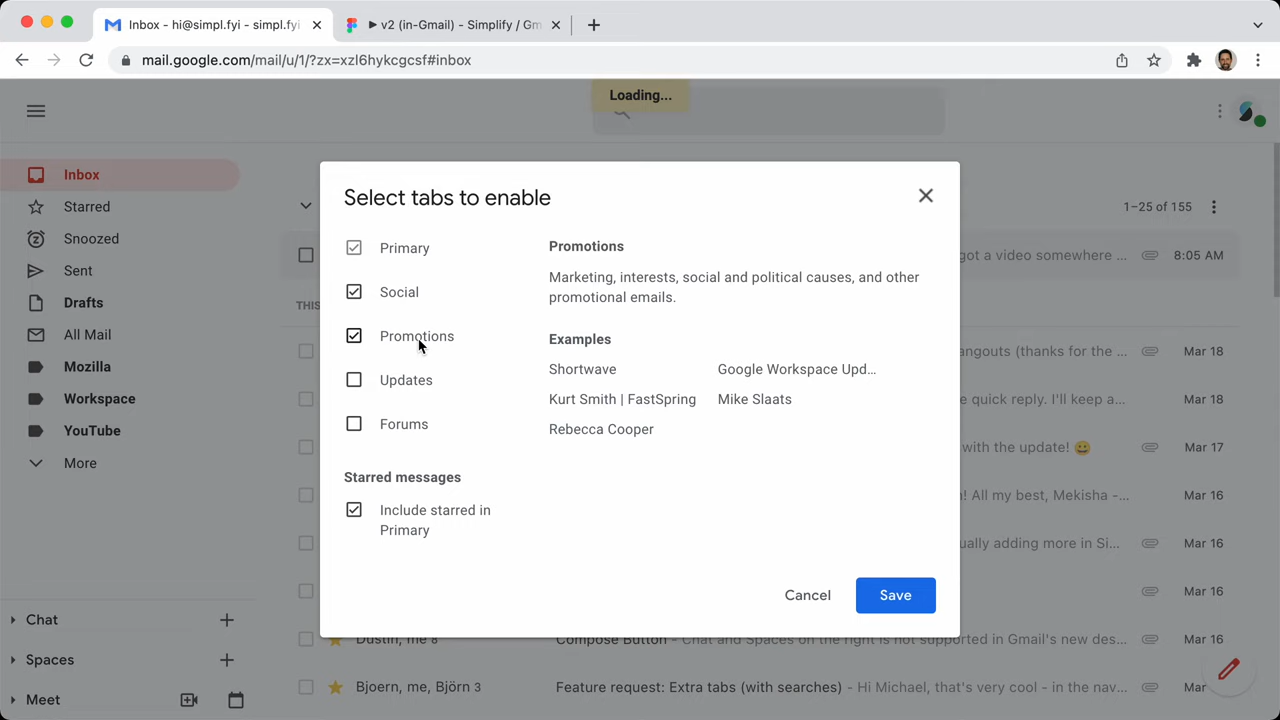 Inbox - hi@simpl.fyi - simpl.fyi
▶ v2 (in-Gmail) - Simplify / Gm
mail.google.com/mail/u/1/?zx=xzl6hykcgcsf#inbox
Loading...
Inbox
Starred
Snoozed
Sent
Drafts
All Mail
Mozilla
Workspace
YouTube
More
Chat
Spaces
Meet
1–25 of 155
got a video somewhere ... 8:05 AM
THIS
angouts (thanks for the ... Mar 18
e quick reply. I'll keep a... Mar 18
with the update! 😀 Mar 17
! All my best, Mekisha -... Mar 16
ually adding more in Si... Mar 16
Mar 16
Dustin, me 8 Compose Button - Chat and Spaces on the right is not supported in Gmail's new des... Mar 16
Bjoern, me, Björn 3 Feature request: Extra tabs (with searches) - Hi Michael, that's very cool - in the nav... Mar
Select tabs to enable
Primary
Social
Promotions
Updates
Forums
Starred messages
Include starred in
Primary
Promotions
Marketing, interests, social and political causes, and other
promotional emails.
Examples
Shortwave Google Workspace Upd...
Kurt Smith | FastSpring Mike Slaats
Rebecca Cooper
Cancel Save